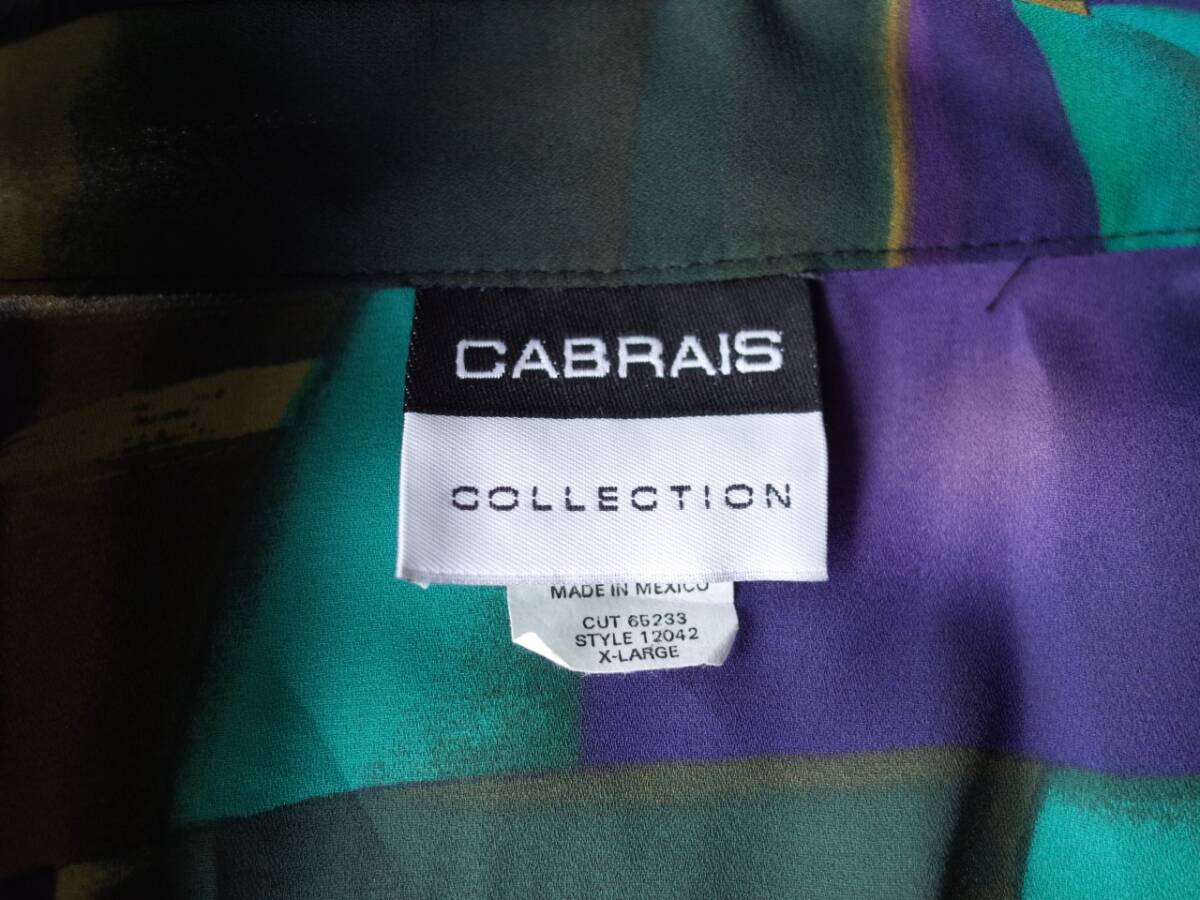 CABRAIS
COLLECTION
MADE IN MEXICO
CUT 65233
STYLE 12042
X-LARGE